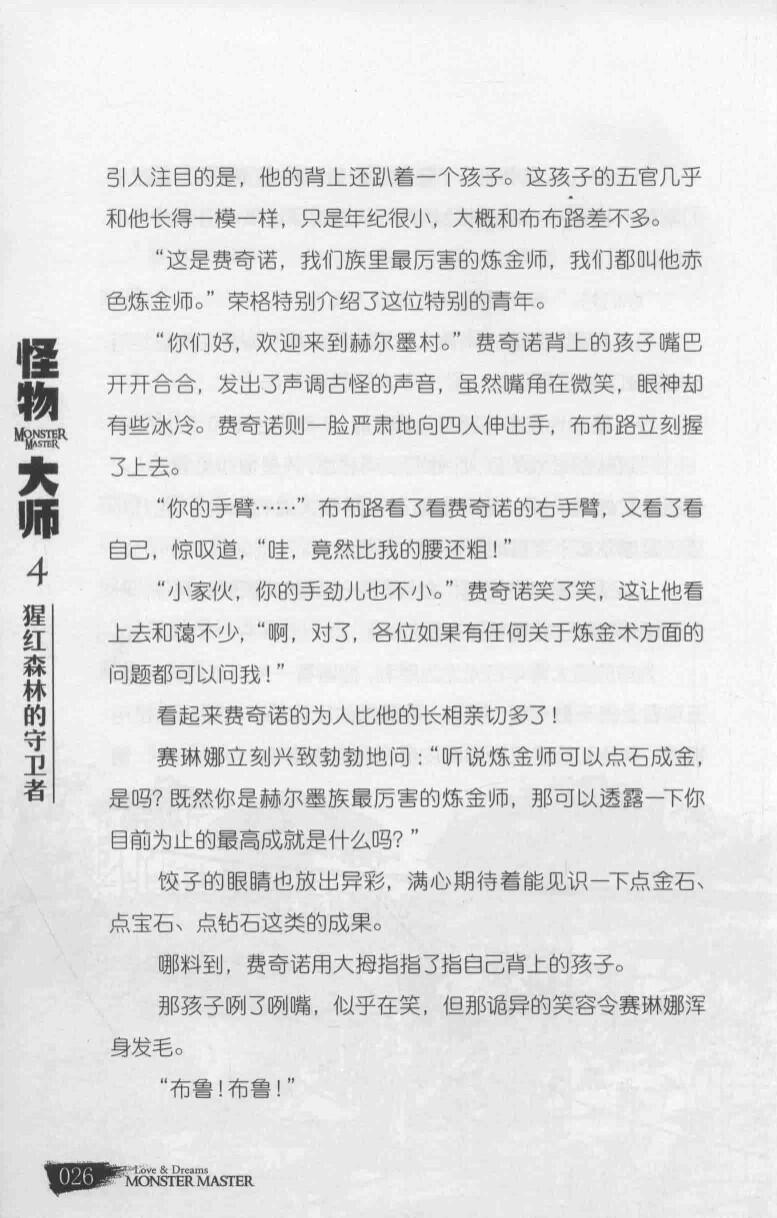 引人注目的是，他的背上还趴着一个孩子。这孩子的五官几乎
和他长得一模一样，只是年纪很小，大概和布布路差不多。
“这是费奇诺，我们族里最厉害的炼金师，我们都叫他赤
色炼金师。”荣格特别介绍了这位特别的青年。
“你们好，欢迎来到赫尔墨村。”费奇诺背上的孩子嘴巴
开开合合，发出了声调古怪的声音，虽然嘴角在微笑，眼神却
有些冰冷。费奇诺则一脸严肃地向四人伸出手，布布路立刻握
了上去。
“你的手臂……”布布路看了看费奇诺的右手臂，又看了看
自己，惊叹道，“哇，竟然比我的腰还粗！”
“小家伙，你的手劲儿也不小。”费奇诺笑了笑，这让他看
上去和蔼不少，“啊，对了，各位如果有任何关于炼金术方面的
问题都可以问我！”
看起来费奇诺的为人比他的长相亲切多了！
赛琳娜立刻兴致勃勃地问：“听说炼金师可以点石成金，
是吗？既然你是赫尔墨族最厉害的炼金师，那可以透露一下你
目前为止的最高成就是什么吗？”
饺子的眼睛也放出异彩，满心期待着能见识一下点金石、
点宝石、点钻石这类的成果。
哪料到，费奇诺用大拇指指了指自己背上的孩子。
那孩子咧了咧嘴，似乎在笑，但那诡异的笑容令赛琳娜浑
身发毛。
“布鲁！布鲁！”
怪物
MONSTER
MASTER
大师
4
猩红森林的守卫者
026
Love & Dreams
MONSTER MASTER